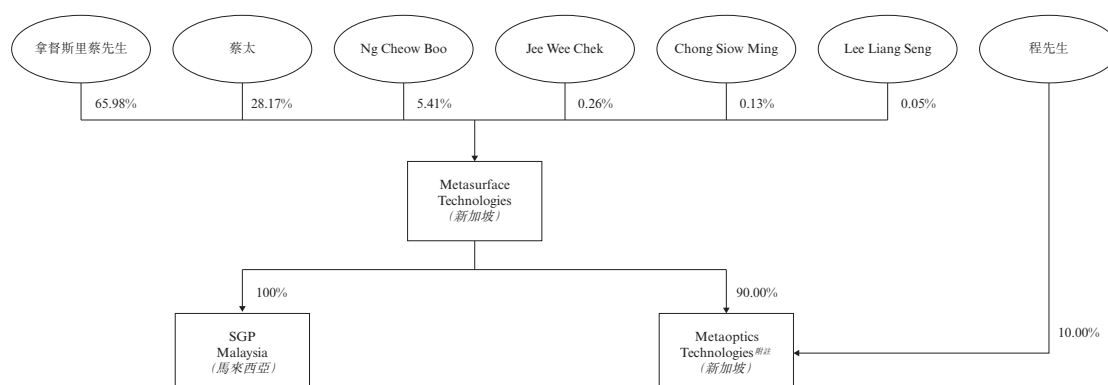 拿督斯里蔡先生
蔡太
Ng Cheow Boo
Jee Wee Chek
Chong Siow Ming
Lee Liang Seng
程先生
65.98%
28.17%
5.41%
0.26%
0.13%
0.05%
Metasurface
Technologies
(新加坡)
100%
90.00%
10.00%
SGP
Malaysia
(馬來西亞)
Metaoptics
Technologies附註
(新加坡)